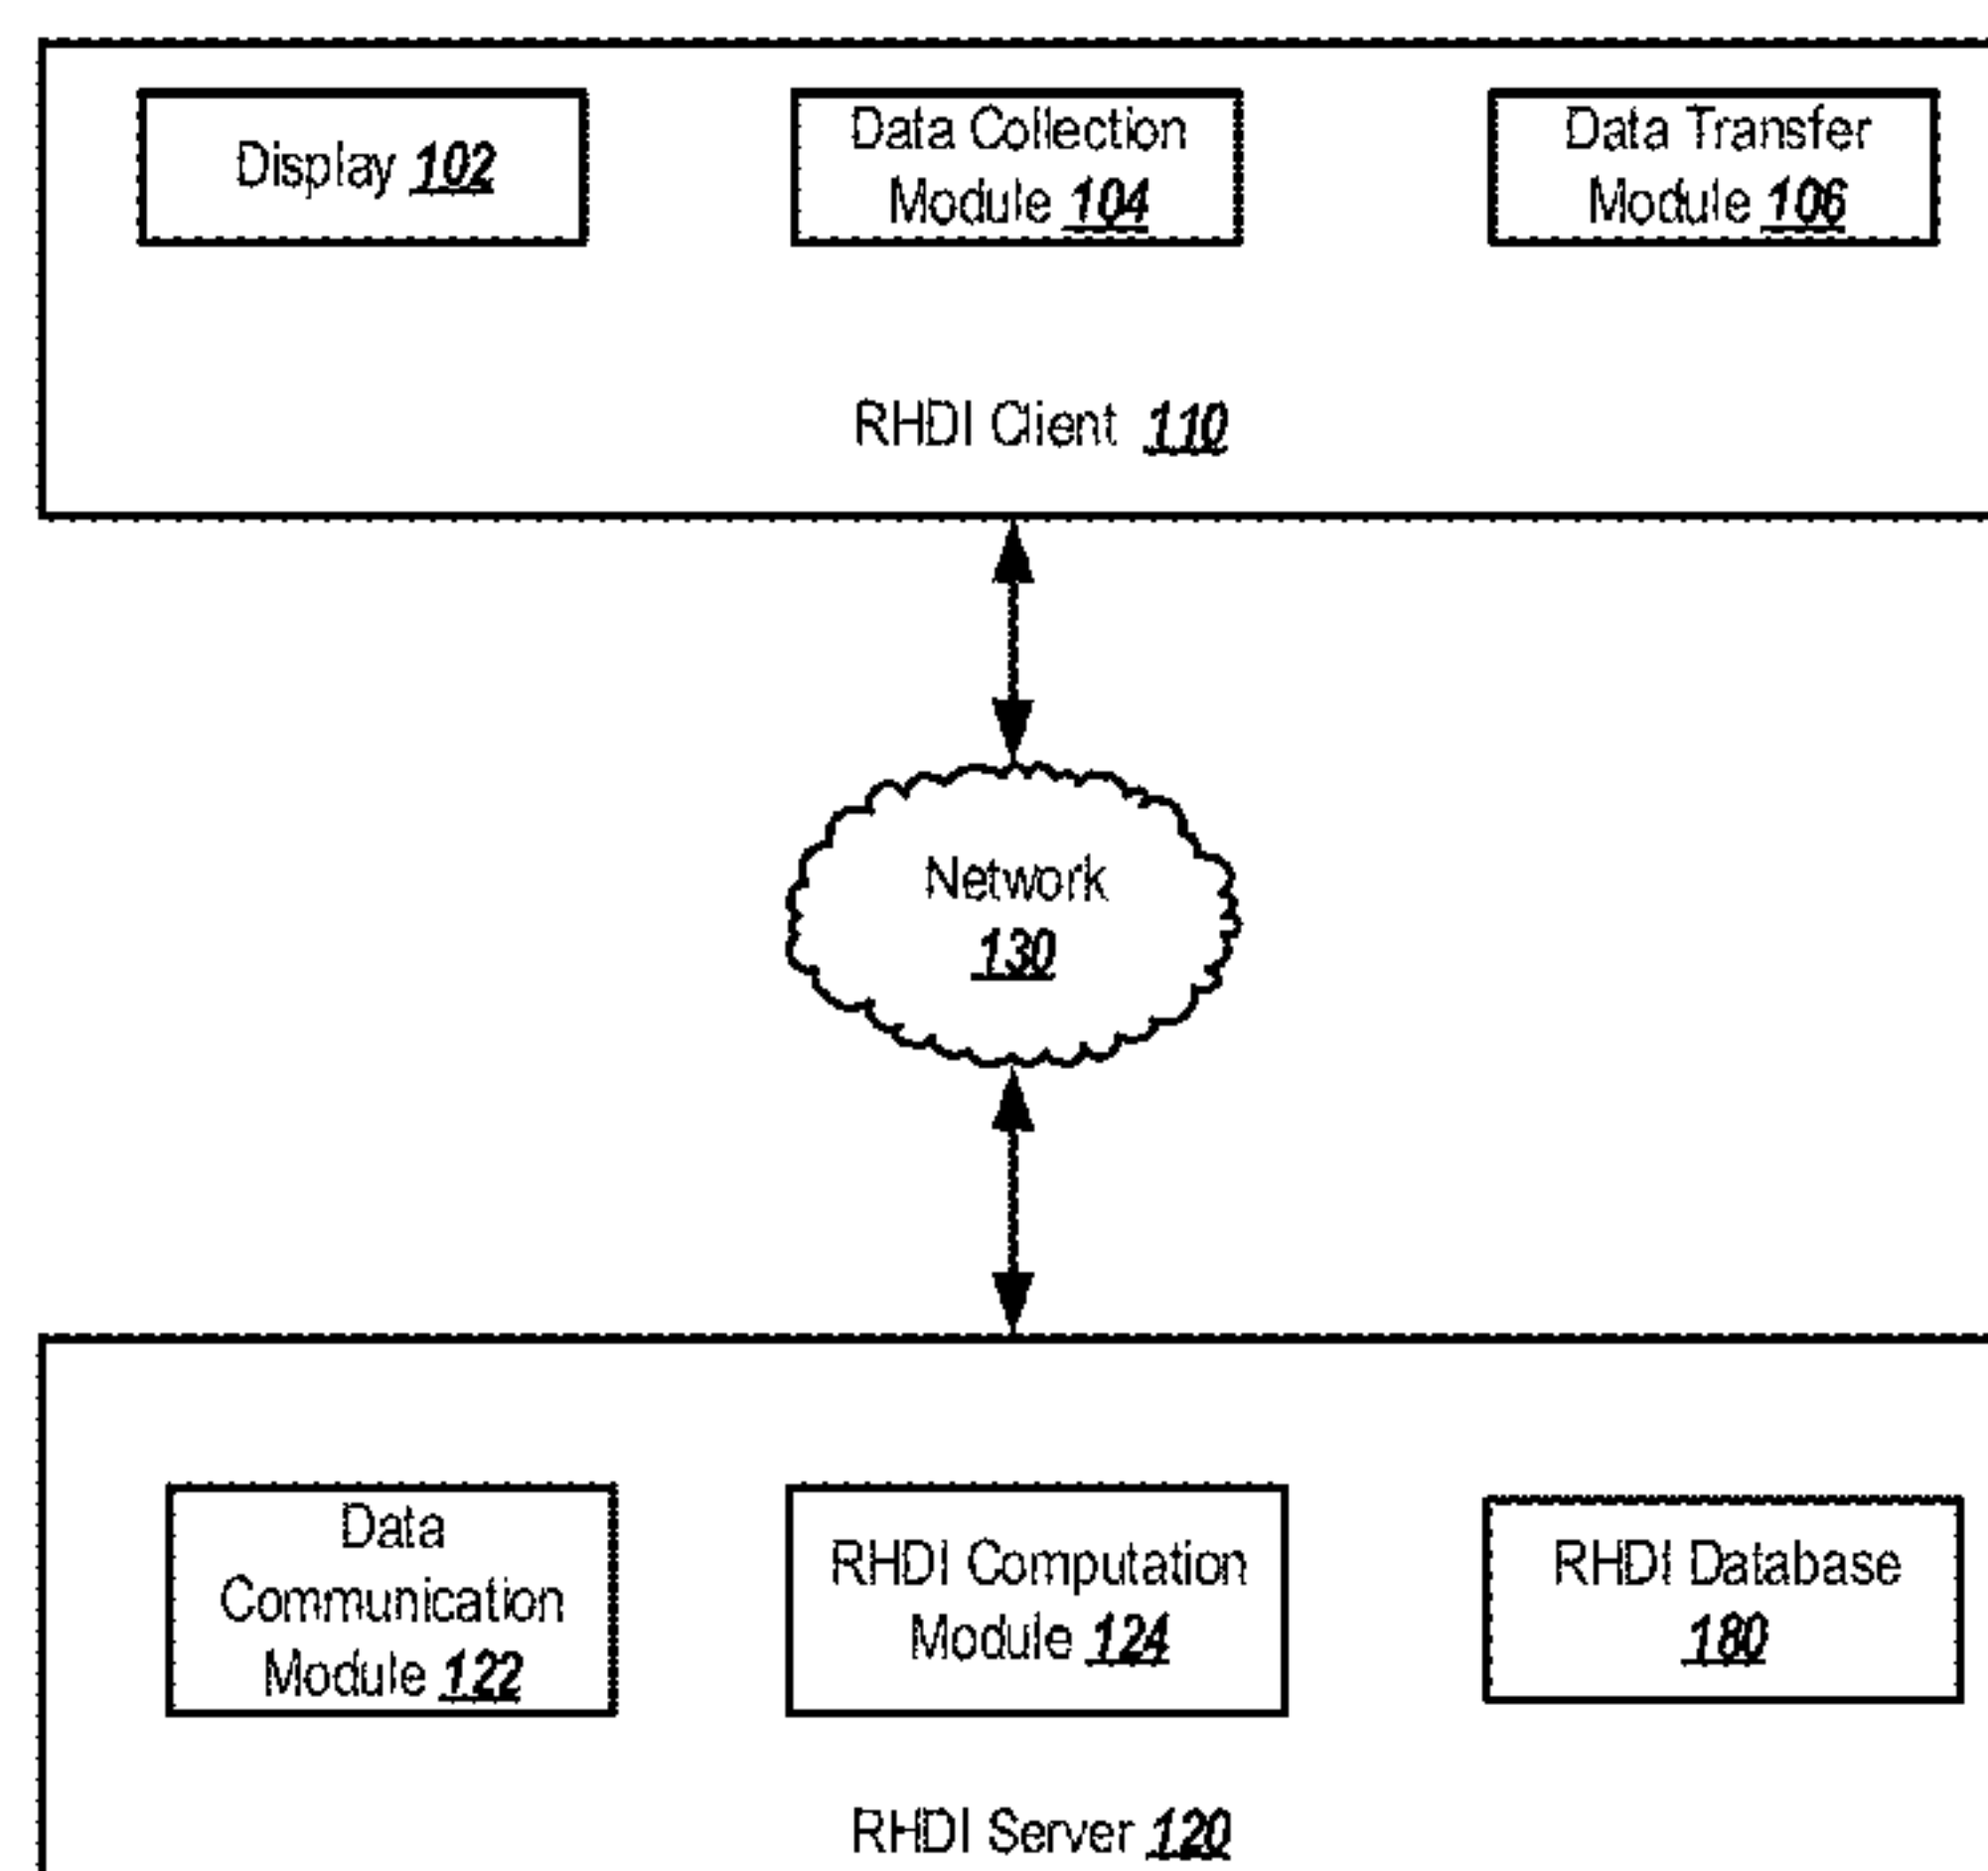 Display 102
Data Collection
Module 104
Data Transfer
Module 106
RHDI Client 110
Network
130
Data
Communication
Module 122
RHDI Computation
Module 124
RHDI Database
180
RHDI Server 120